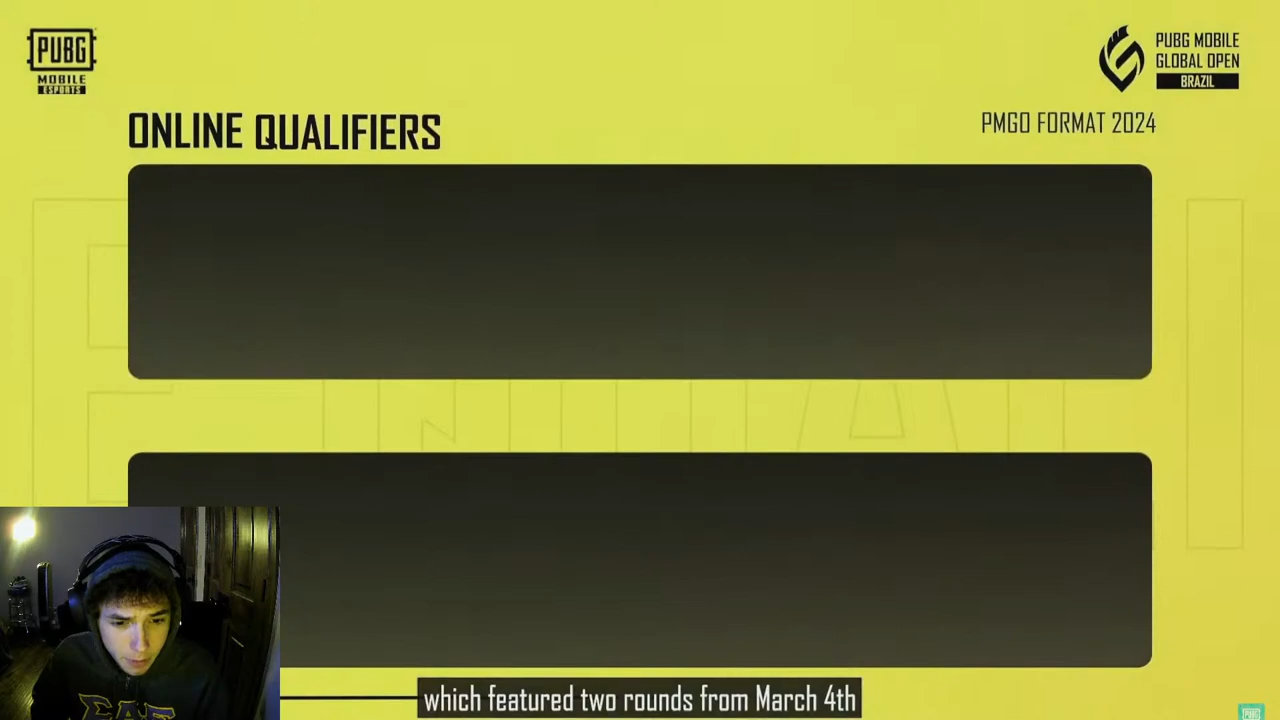 PUBG
MOBILE
ESPORTS
PUBG MOBILE
GLOBAL OPEN
BRAZIL
ONLINE QUALIFIERS
PMGO FORMAT 2024
which featured two rounds from March 4th
PUBG